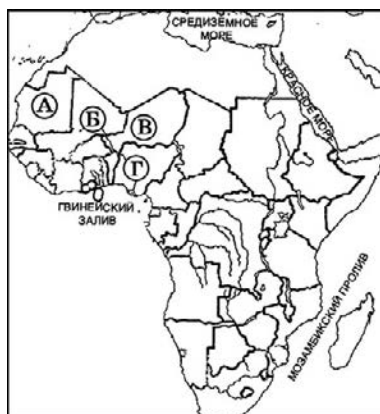 СРЕДИЗЕМНОЕ
МОРЕ
КРАСНОЕ МОРЕ
А
Б
В
Г
ГВИНЕЙСКИЙ
ЗАЛИВ
МОЗАМБИКСКИЙ ПРОЛИВ